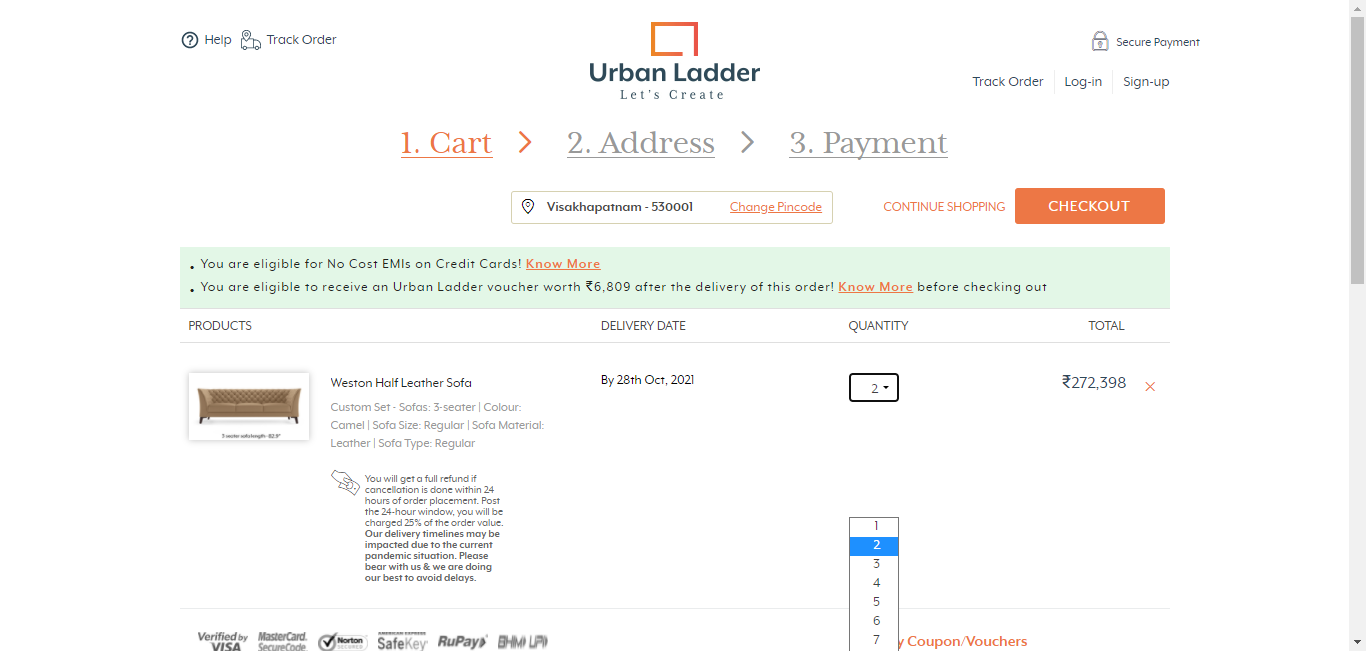 Help
Track Order
Urban Ladder
Let's Create
Secure Payment
Track Order
Log-in
Sign-up
1. Cart
2. Address
3. Payment
Visakhapatnam - 530001
Change Pincode
CONTINUE SHOPPING
CHECKOUT
You are eligible for No Cost EMIs on Credit Cards! Know More
You are eligible to receive an Urban Ladder voucher worth ₹6,809 after the delivery of this order! Know More before checking out
PRODUCTS
DELIVERY DATE
QUANTITY
TOTAL
3 seater sofa length - 82.9"
Weston Half Leather Sofa
Custom Set - Sofas: 3-seater | Colour:
Camel | Sofa Size: Regular | Sofa Material:
Leather | Sofa Type: Regular
By 28th Oct, 2021
2
₹272,398
You will get a full refund if
cancellation is done within 24
hours of order placement. Post
the 24-hour window, you will be
charged 25% of the order value.
Our delivery timelines may be
impacted due to the current
pandemic situation. Please
bear with us & we are doing
our best to avoid delays.
1
2
3
4
5
6
7
Verified by
VISA
MasterCard.
SecureCode.
Norton
SECURED
AMERICAN EXPRESS
SafeKey
RuPay
BHIM UPI
y Coupon/Vouchers